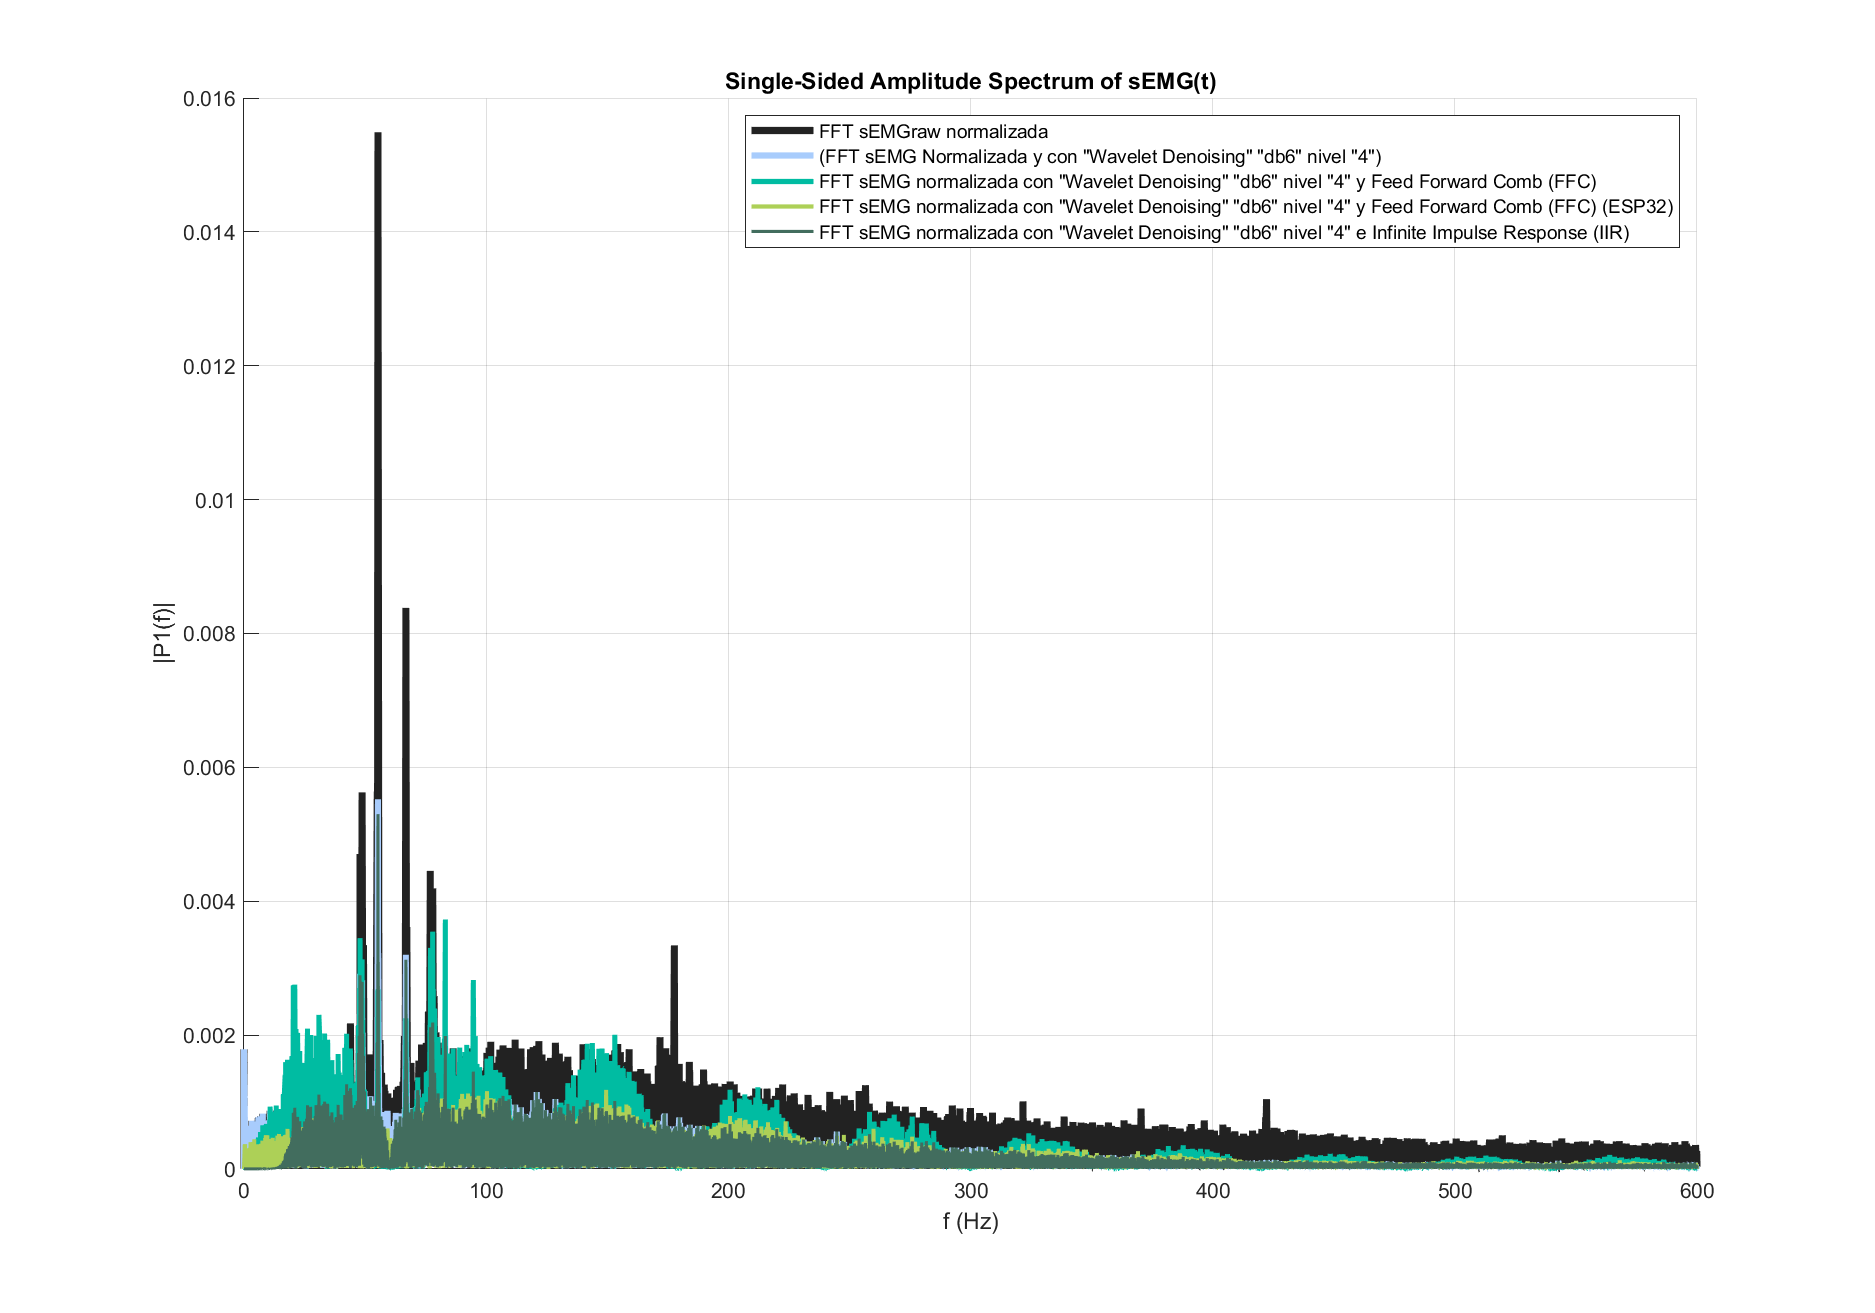 Single-Sided Amplitude Spectrum of sEMG(t)
FFT sEMGraw normalizada
(FFT sEMG Normalizada y con "Wavelet Denoising" "db6" nivel "4")
FFT sEMG normalizada con "Wavelet Denoising" "db6" nivel "4" y Feed Forward Comb (FFC)
FFT sEMG normalizada con "Wavelet Denoising" "db6" nivel "4" y Feed Forward Comb (FFC) (ESP32)
FFT sEMG normalizada con "Wavelet Denoising" "db6" nivel "4" e Infinite Impulse Response (IIR)
|P1(f)|
0.016
0.014
0.012
0.01
0.008
0.006
0.004
0.002
0
0 100 200 300 400 500 600
f (Hz)